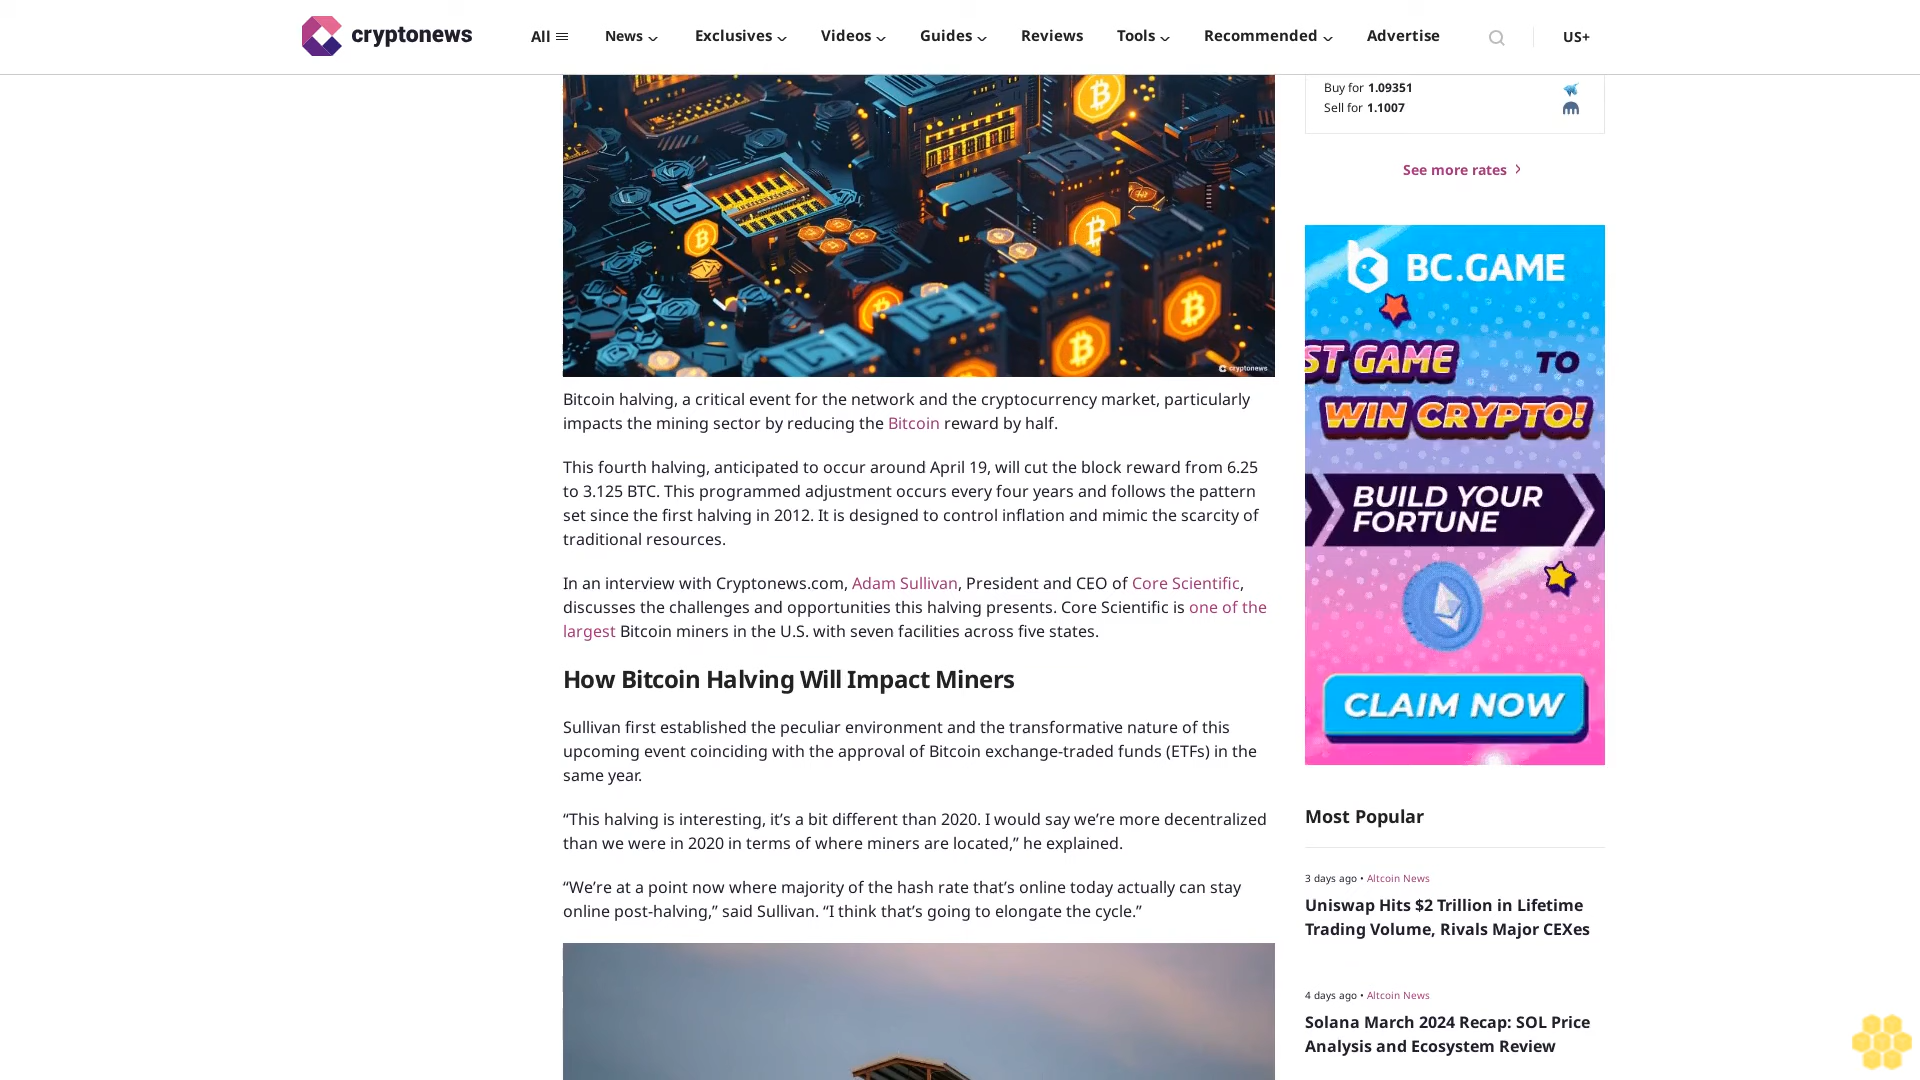 cryptonews
All
News
Exclusives
Videos
Guides
Reviews
Tools
Recommended
Advertise
US+
cryptonews
Bitcoin halving, a critical event for the network and the cryptocurrency market, particularly
impacts the mining sector by reducing the Bitcoin reward by half.
This fourth halving, anticipated to occur around April 19, will cut the block reward from 6.25
to 3.125 BTC. This programmed adjustment occurs every four years and follows the pattern
set since the first halving in 2012. It is designed to control inflation and mimic the scarcity of
traditional resources.
In an interview with Cryptonews.com, Adam Sullivan, President and CEO of Core Scientific,
discusses the challenges and opportunities this halving presents. Core Scientific is one of the
largest Bitcoin miners in the U.S. with seven facilities across five states.
How Bitcoin Halving Will Impact Miners
Sullivan first established the peculiar environment and the transformative nature of this
upcoming event coinciding with the approval of Bitcoin exchange-traded funds (ETFs) in the
same year.
“This halving is interesting, it’s a bit different than 2020. I would say we’re more decentralized
than we were in 2020 in terms of where miners are located,” he explained.
“We’re at a point now where majority of the hash rate that’s online today actually can stay
online post-halving,” said Sullivan. “I think that’s going to elongate the cycle.”
Buy for 1.09351
Sell for 1.1007
See more rates
BC.GAME
ST GAME TO
WIN CRYPTO!
BUILD YOUR
FORTUNE
CLAIM NOW
Most Popular
3 days ago • Altcoin News
Uniswap Hits $2 Trillion in Lifetime
Trading Volume, Rivals Major CEXes
4 days ago • Altcoin News
Solana March 2024 Recap: SOL Price
Analysis and Ecosystem Review